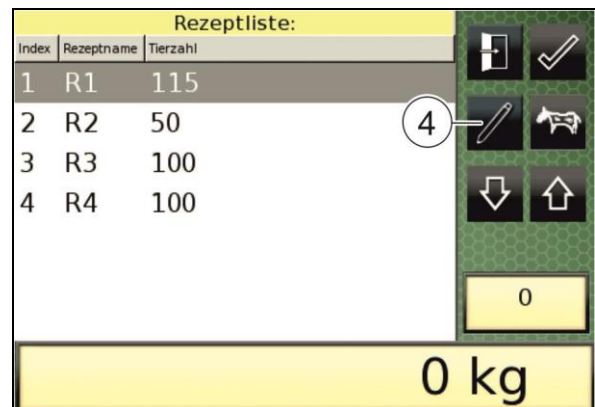 Rezeptliste:
Index Rezeptname Tierzahl
1 R1 115
2 R2 50
3 R3 100
4 R4 100
4
0
0 kg